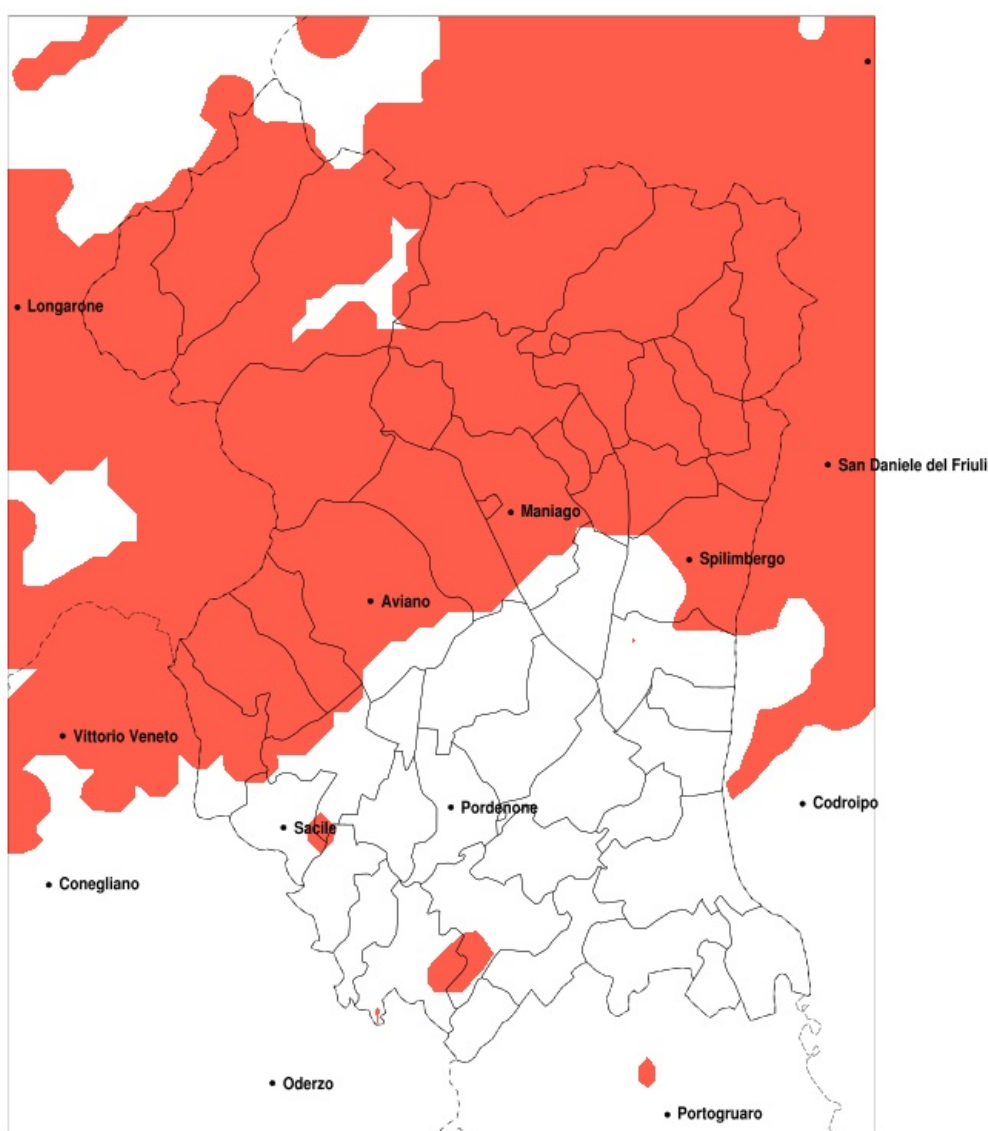 Longarone
San Daniele del Friuli
Maniago
Spilimbergo
Aviano
Vittorio Veneto
Pordenone
Codroipo
Sacile
Conegliano
Oderzo
Portogruaro